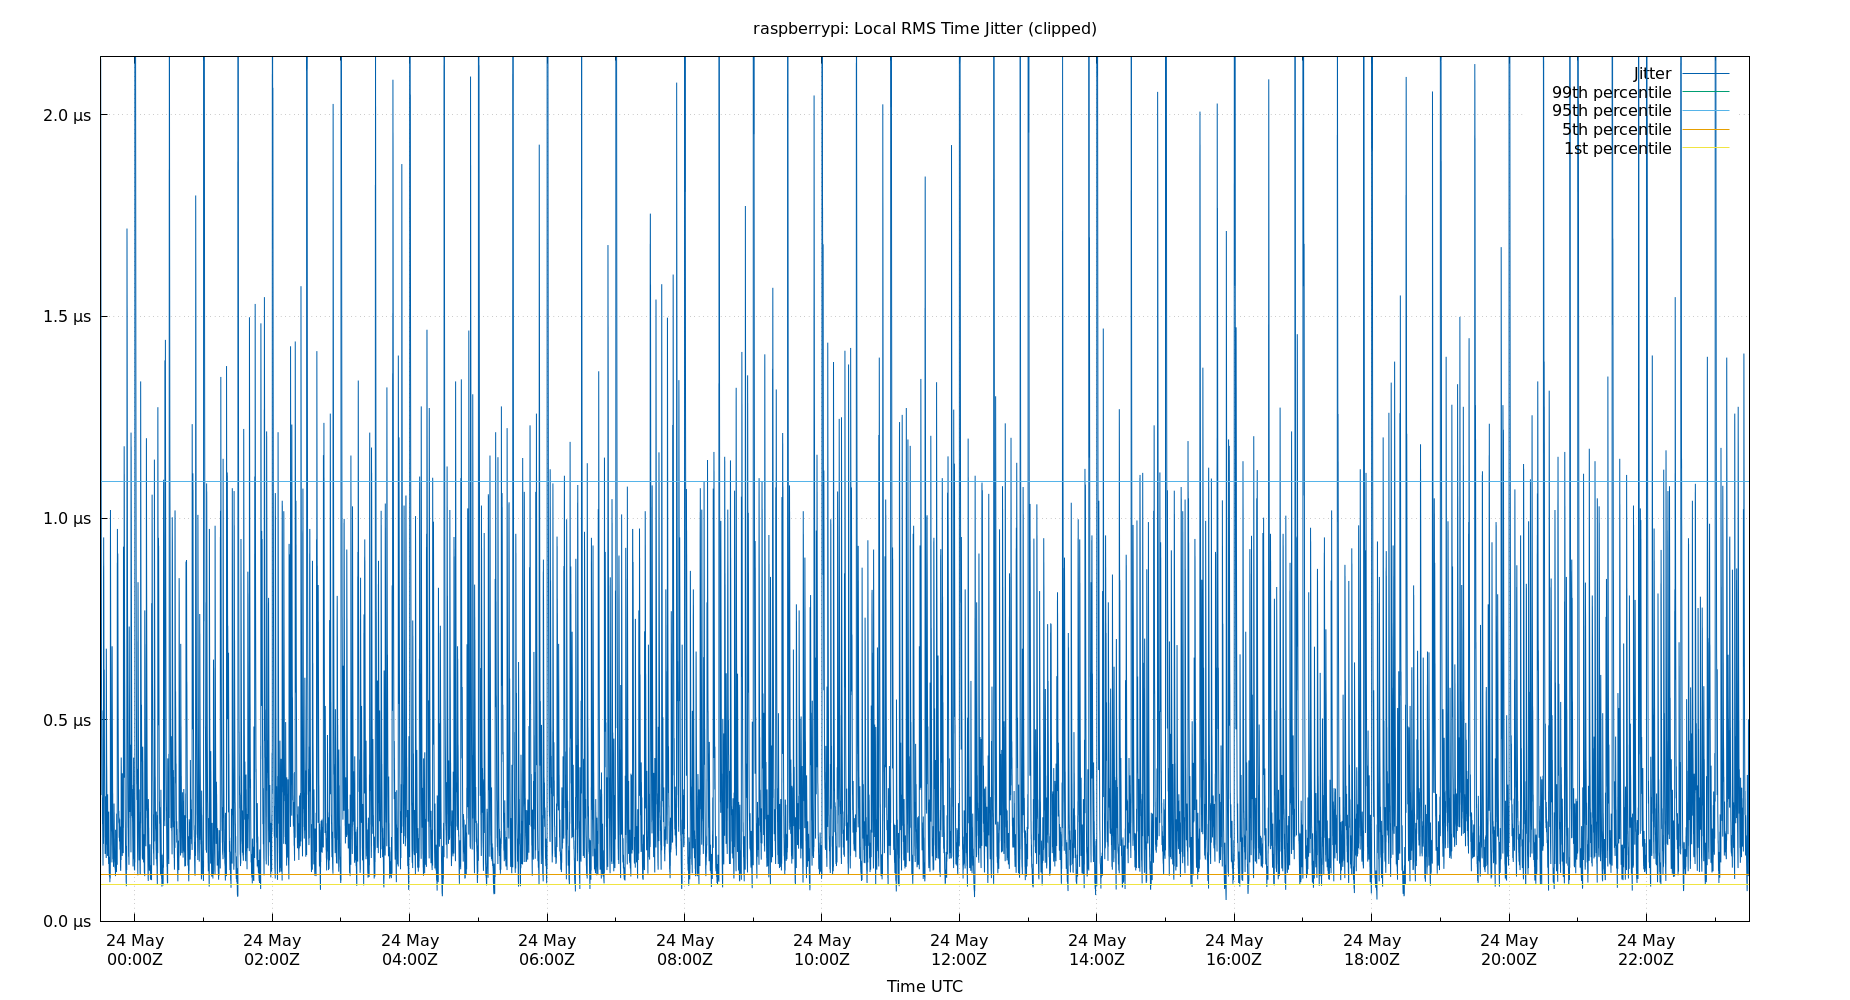 raspberrypi: Local RMS Time Jitter (clipped)
Jitter
99th percentile
95th percentile
5th percentile
1st percentile
2.0 μs
1.5 μs
1.0 μs
0.5 μs
0.0 μs
24 May 24 May 24 May 24 May 24 May 24 May 24 May 24 May 24 May 24 May 24 May 24 May
00:00Z 02:00Z 04:00Z 06:00Z 08:00Z 10:00Z 12:00Z 14:00Z 16:00Z 18:00Z 20:00Z 22:00Z
Time UTC